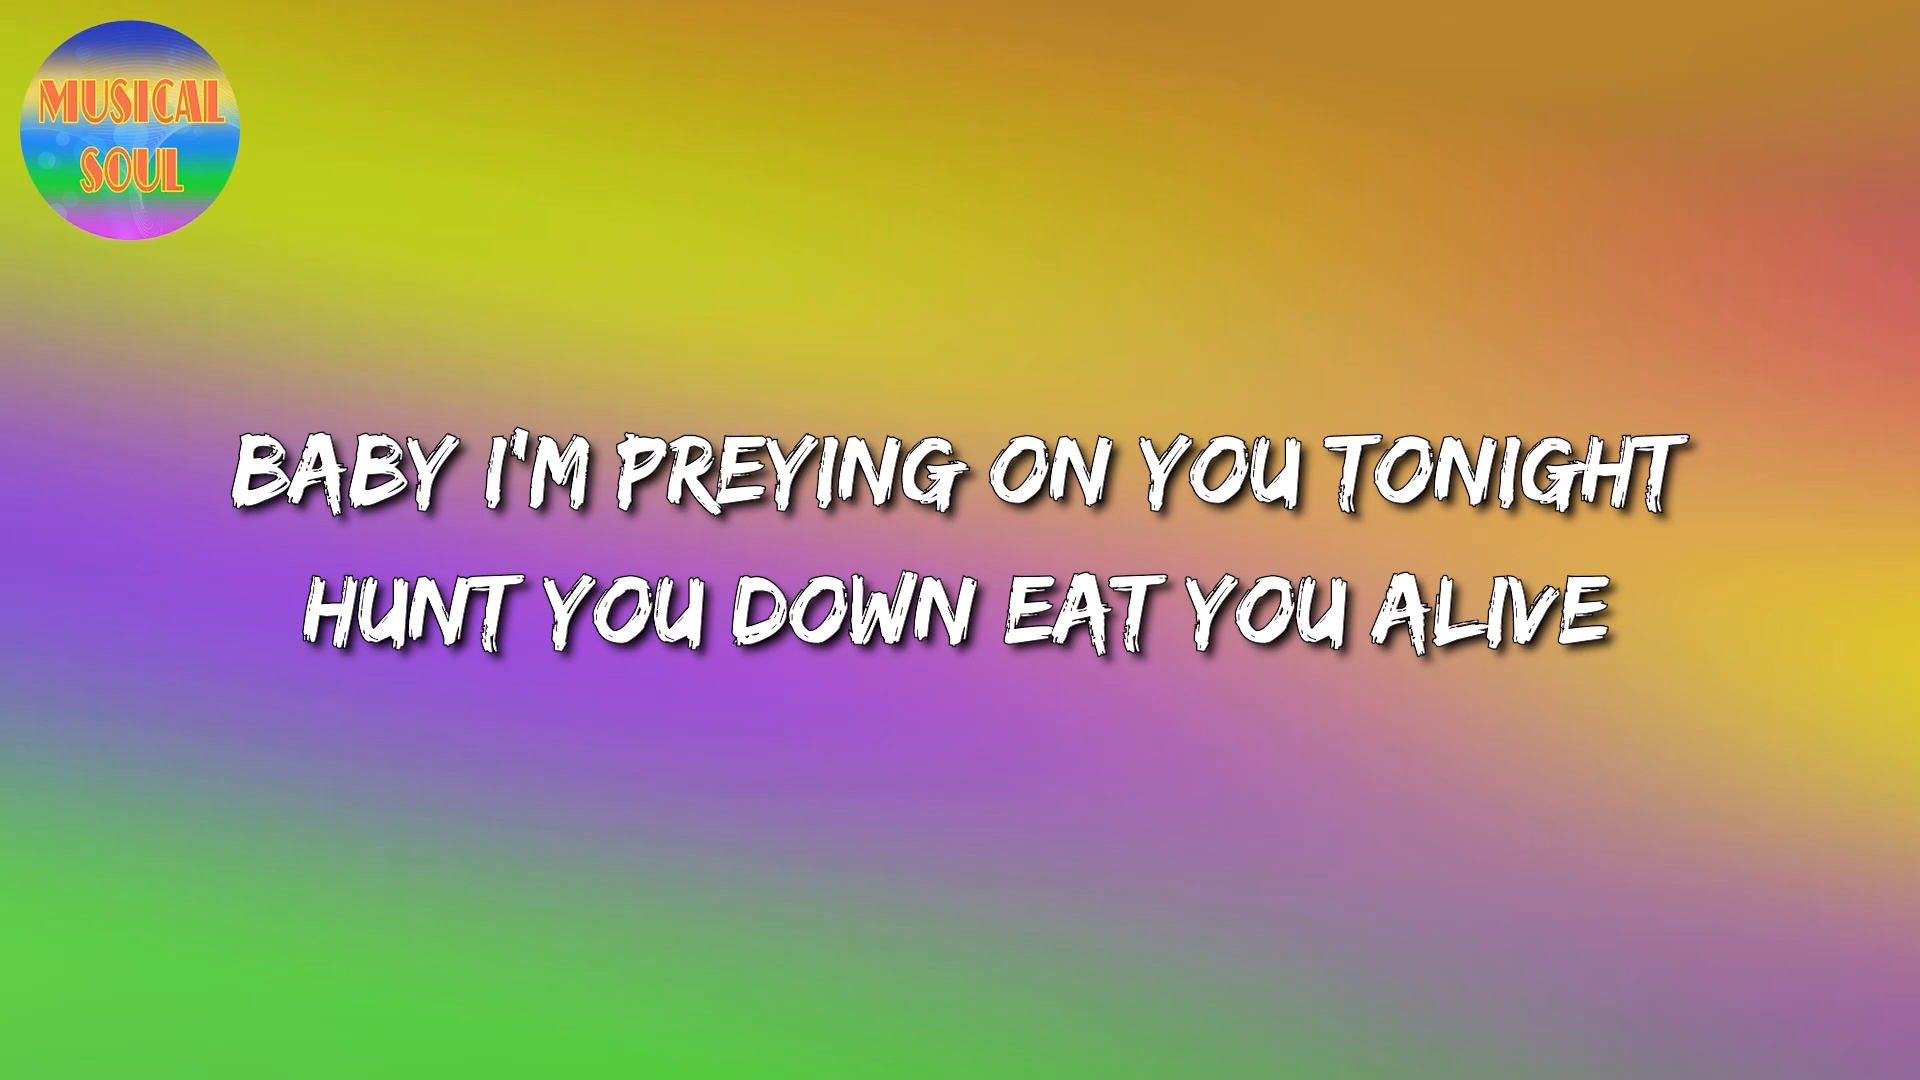 MUSICAL
SOUL
BABY I'M PREYING ON YOU TONIGHT
HUNT YOU DOWN EAT YOU ALIVE